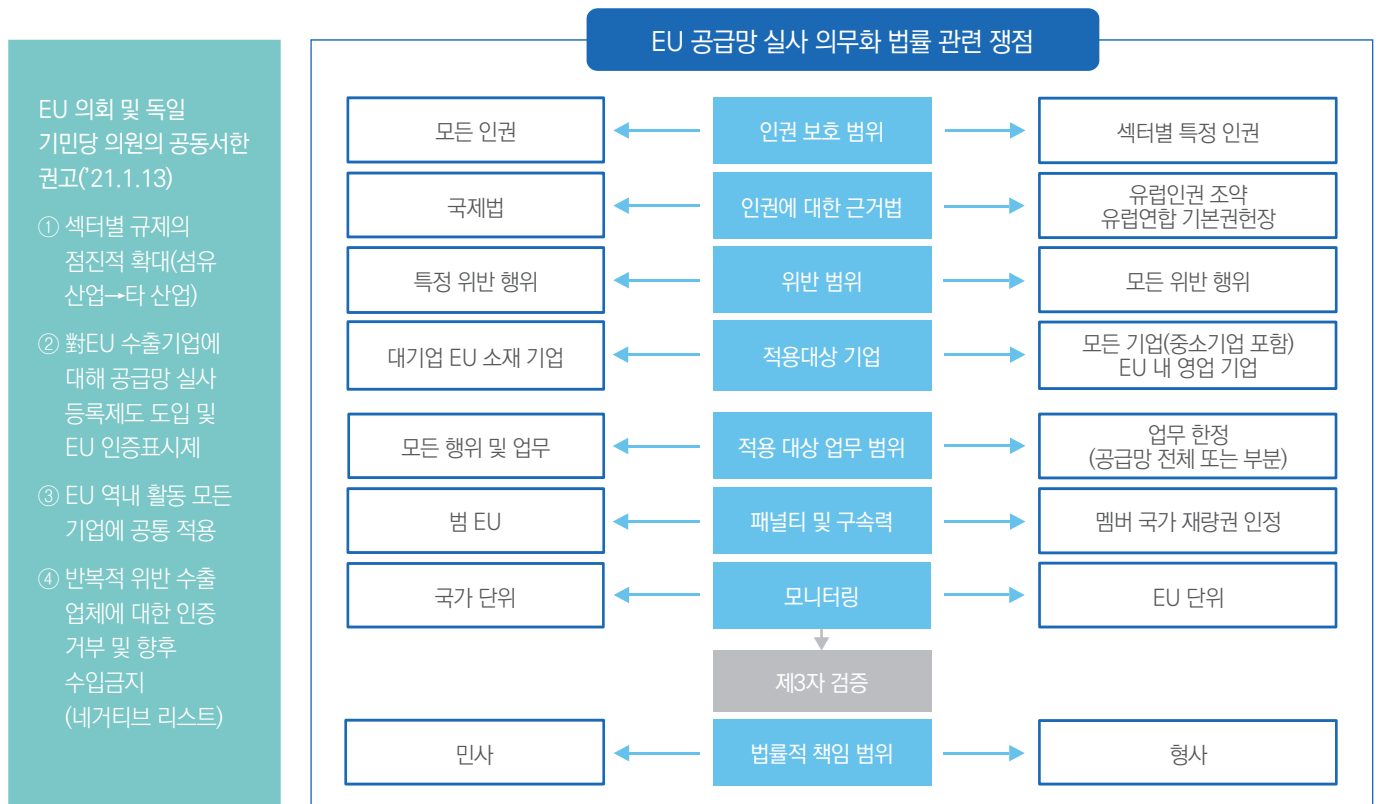 EU 공급망 실사 의무화 법률 관련 쟁점
EU 의회 및 독일
기민당 의원의 공동서한
권고('21.1.13)
① 섹터별 규제의
점진적 확대(섬유
산업→타 산업)
② 對EU 수출기업에
대해 공급망 실사
등록제도 도입 및
EU 인증표시제
③ EU 역내 활동 모든
기업에 공통 적용
④ 반복적 위반 수출
업체에 대한 인증
거부 및 향후
수입금지
(네거티브 리스트)
모든 인권
인권 보호 범위
섹터별 특정 인권
국제법
인권에 대한 근거법
유럽인권 조약
유럽연합 기본권헌장
특정 위반 행위
위반 범위
모든 위반 행위
대기업 EU 소재 기업
적용대상 기업
모든 기업(중소기업 포함)
EU 내 영업 기업
모든 행위 및 업무
적용 대상 업무 범위
업무 한정
(공급망 전체 또는 부분)
범 EU
패널티 및 구속력
멤버 국가 재량권 인정
국가 단위
모니터링
EU 단위
제3자 검증
민사
법률적 책임 범위
형사